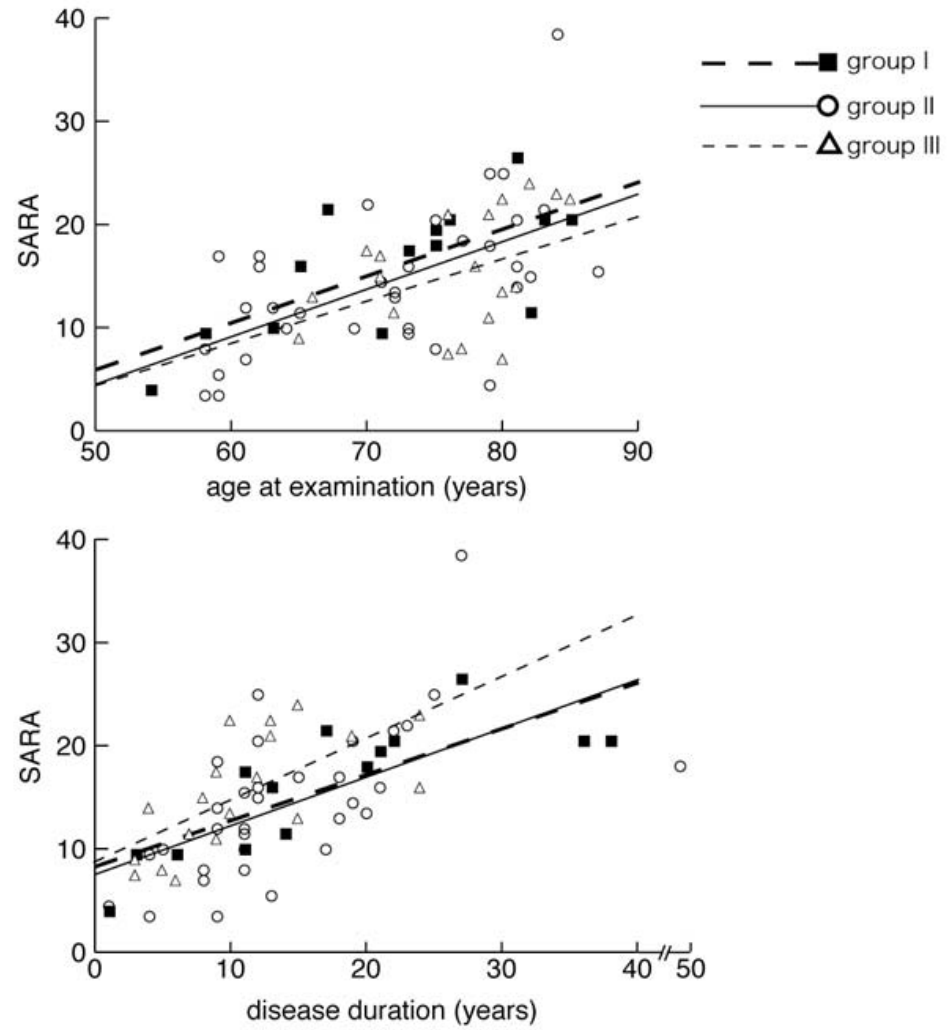 40
30
20
10
0
SARA
50 60 70 80 90
age at examination (years)
group I
group II
group III
40
30
20
10
0
SARA
0 10 20 30 40 50
disease duration (years)